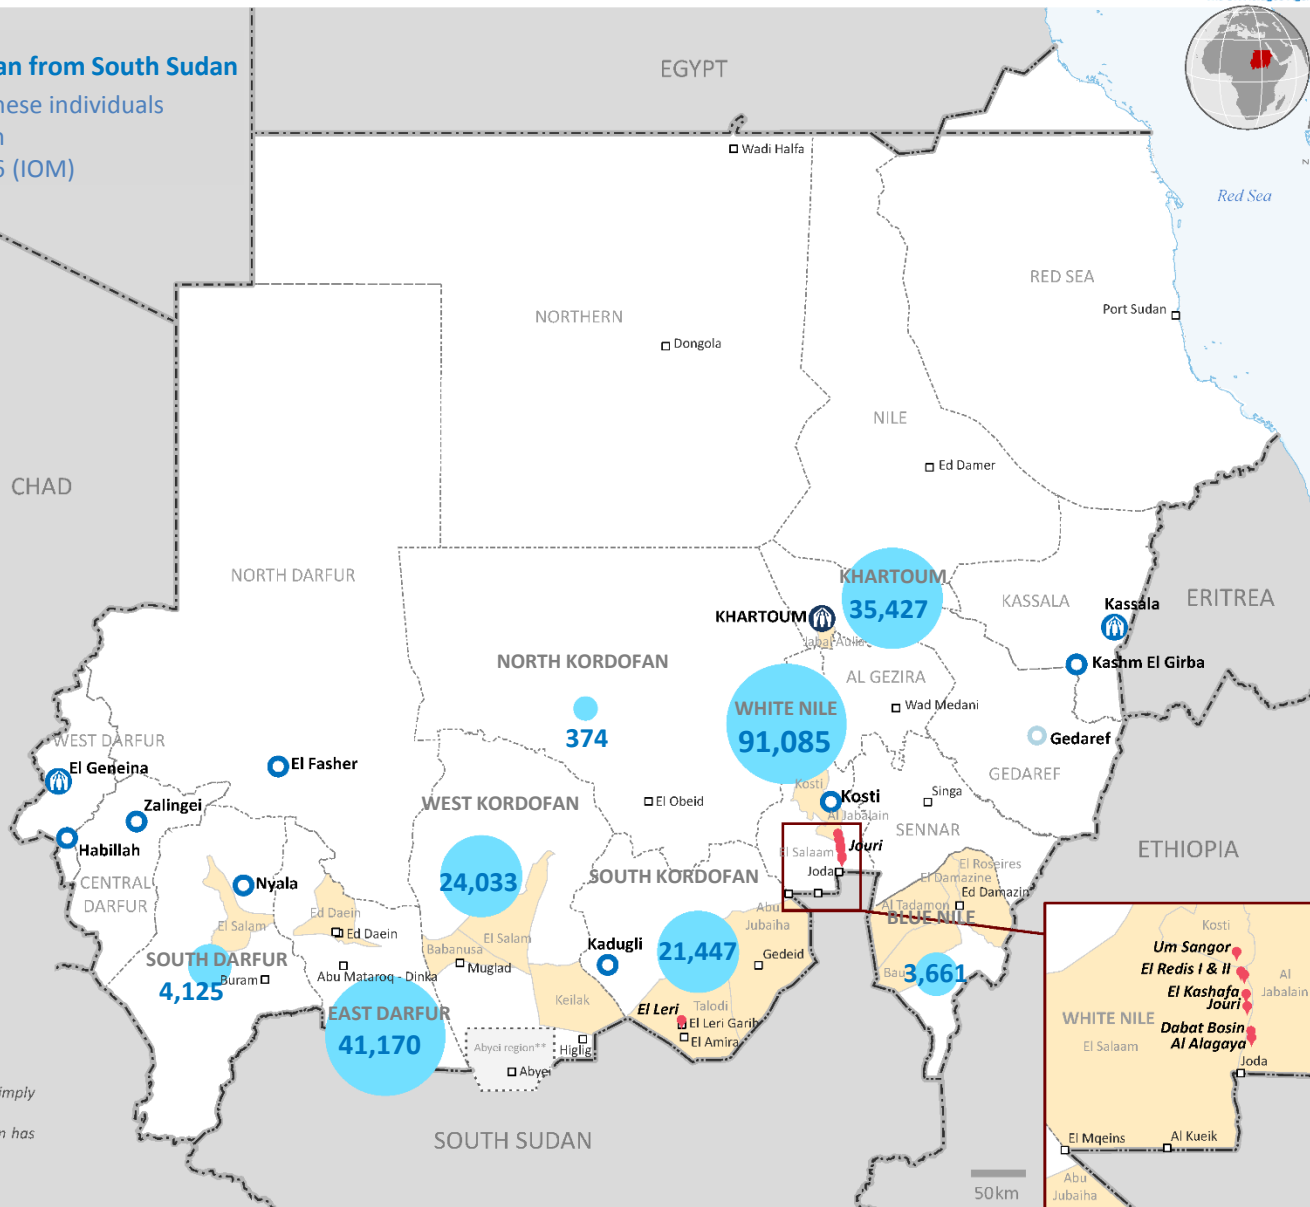 an from South Sudan
nese individuals
(IOM)
EGYPT
Wadi Halfa
Red Sea
RED SEA
Port Sudan
NORTHERN
Dongola
NILE
Ed Damer
CHAD
NORTH DARFUR
KHARTOUM
35,427
KHARTOUM
Jabal Aulia
KASSALA
Kassala
ERITREA
Kashm El Girba
NORTH KORDOFAN
374
AL GEZIRA
WHITE NILE
91,085
Wad Medani
Gedaref
GEDAREF
WEST DARFUR
El Geneina
El Fasher
Zalingei
Habillah
CENTRAL
DARFUR
WEST KORDOFAN
24,033
El Obeid
Kosti
Kosti
Al Jabalain
Singa
SENNAR
El Salaam
Jouri
Joda
ETHIOPIA
Nyala
El Salam
Ed Daein
Ed Daein
SOUTH DARFUR
4,125
Buram
Abu Mataroq - Dinka
EAST DARFUR
41,170
Babanusa
El Salam
Muglad
Keilak
SOUTH KORDOFAN
21,447
Kadugli
Abu
Jubaiha
Gedeid
El Leri
Talodi
El Leri Garib
El Amira
Abyei region**
Abyei
Higlig
El Roseires
El Damazine
Ed Damazin
Al Tadamon
BLUE NILE
Bau
3,661
SOUTH SUDAN
50km
Kosti
Um Sangor
El Redis I & II
El Kashafa
Jouri
Al
Jabalain
WHITE NILE
El Salaam
Dabat Bosin
Al Alagaya
Joda
El Mqeins
Al Kueik
Abu
Jubaiha
imply
n has